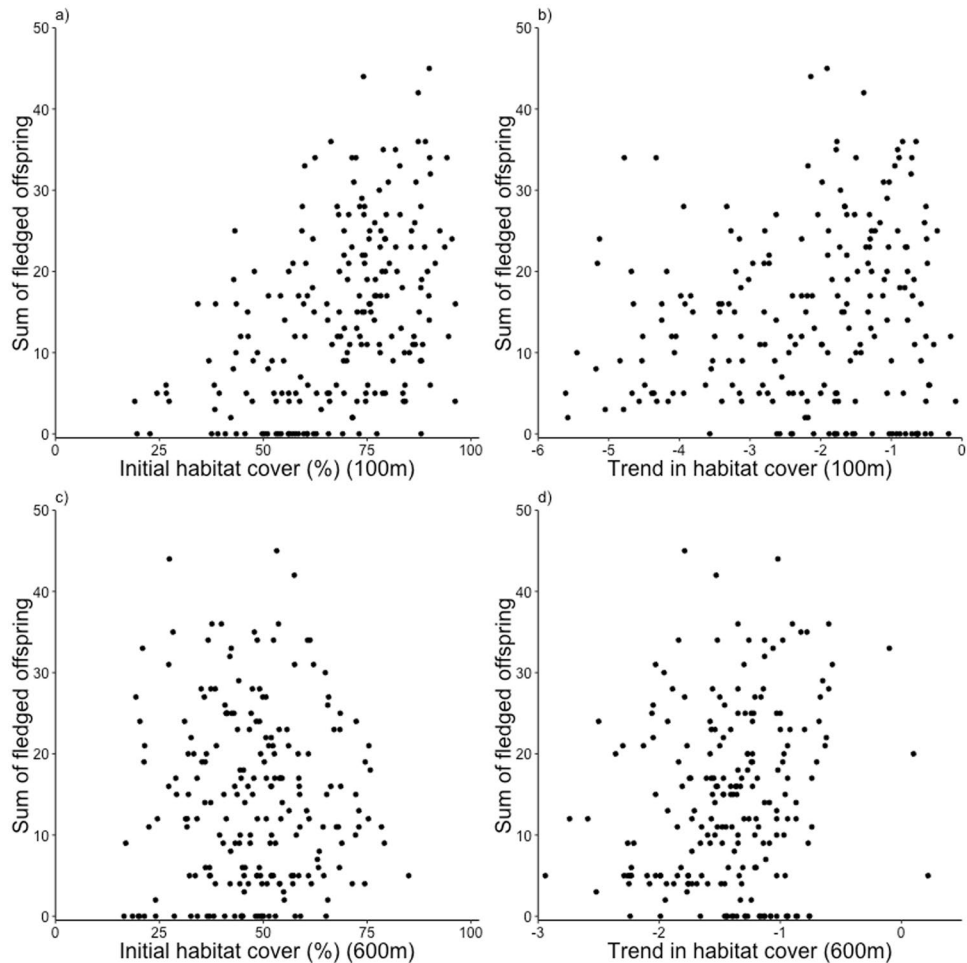 a)
50
40
30
20
10
0
Sum of fledged offspring
0 25 50 75 100
Initial habitat cover (%) (100m)
b)
50
40
30
20
10
0
Sum of fledged offspring
-6 -5 -4 -3 -2 -1 0
Trend in habitat cover (100m)
c)
50
40
30
20
10
0
Sum of fledged offspring
0 25 50 75 100
Initial habitat cover (%) (600m)
d)
50
40
30
20
10
0
Sum of fledged offspring
-3 -2 -1 0
Trend in habitat cover (600m)